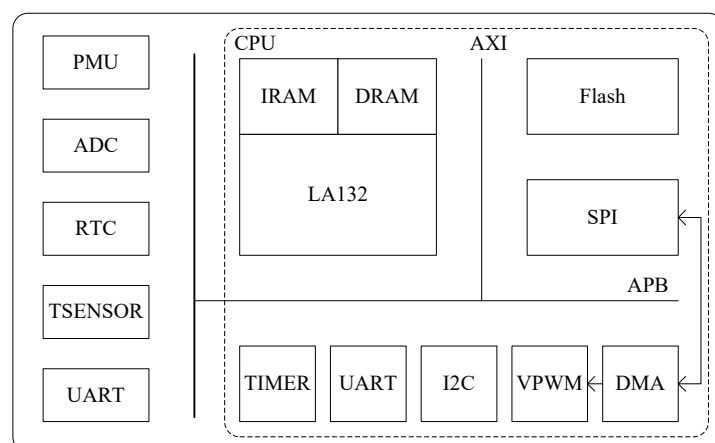 PMU
ADC
RTC
TSENSOR
UART
CPU
AXI
IRAM
DRAM
LA132
Flash
SPI
APB
TIMER
UART
I2C
VPWM
DMA